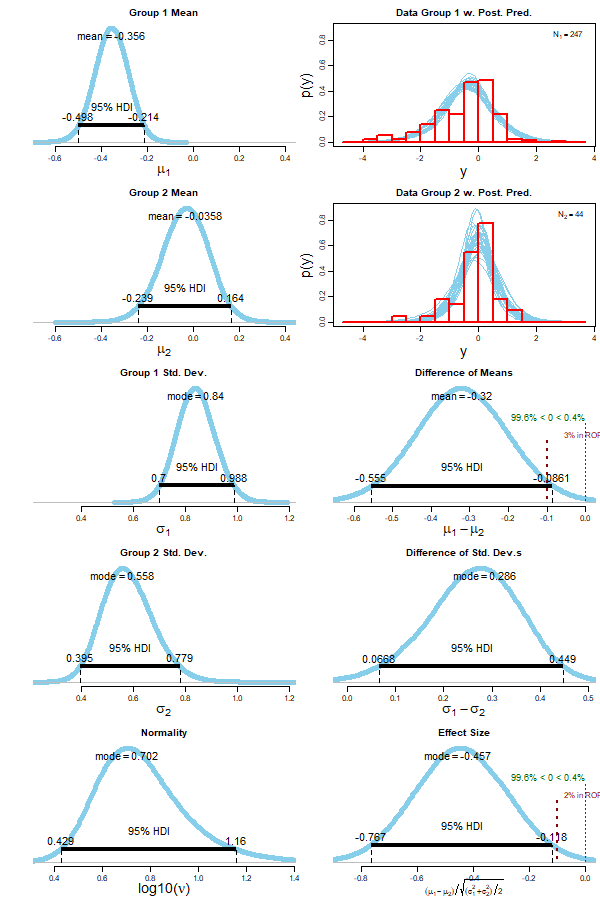 Group 1 Mean
mean = -0.356
95% HDI
-0.498 -0.214
-0.6 -0.4 -0.2 0.0 0.2 0.4
μ1
Data Group 1 w. Post. Pred.
N1 = 247
p(y)
0.0 0.2 0.4 0.6 0.8
-4 -2 0 2 4
y
Group 2 Mean
mean = -0.0358
95% HDI
-0.239 0.164
-0.6 -0.4 -0.2 0.0 0.2 0.4
μ2
Data Group 2 w. Post. Pred.
N2 = 44
p(y)
0.0 0.2 0.4 0.6 0.8
-4 -2 0 2 4
y
Group 1 Std. Dev.
mode = 0.84
95% HDI
0.7 0.988
0.4 0.6 0.8 1.0 1.2
σ1
Difference of Means
mean = -0.32
99.6% < 0 < 0.4%
3% in ROP
95% HDI
-0.555 -0.0861
-0.6 -0.5 -0.4 -0.3 -0.2 -0.1 0.0
μ1 − μ2
Group 2 Std. Dev.
mode = 0.558
95% HDI
0.395 0.779
0.4 0.6 0.8 1.0 1.2
σ2
Difference of Std. Dev.s
mode = 0.286
95% HDI
0.0668 0.449
0.0 0.1 0.2 0.3 0.4 0.5
σ1 − σ2
Normality
mode = 0.702
95% HDI
0.429 1.16
0.4 0.6 0.8 1.0 1.2 1.4
log10(ν)
Effect Size
mode = -0.457
99.6% < 0 < 0.4%
2% in ROP
95% HDI
-0.767 -0.118
-0.8 -0.6 -0.4 -0.2 0.0
(μ1 − μ2)/√(σ1² + σ2²)/2